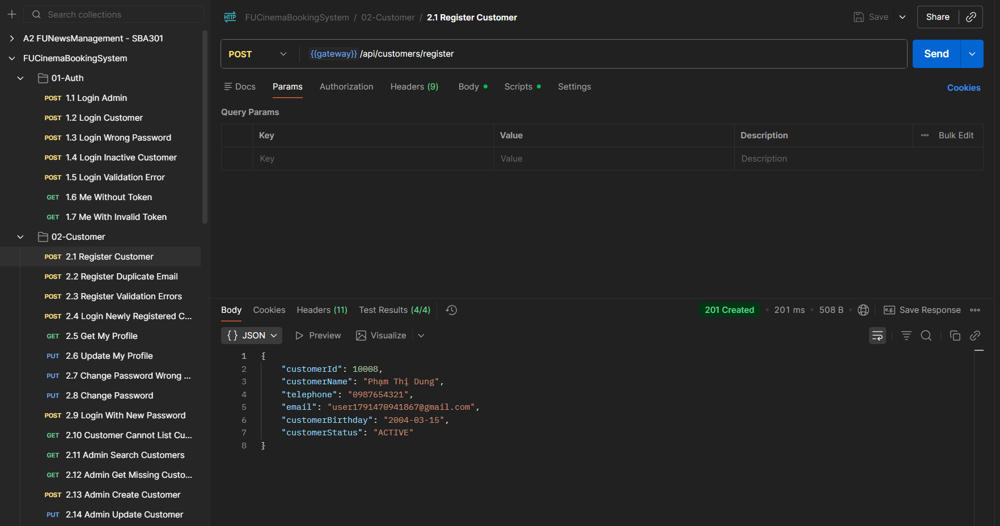 Search collections
A2 FUNewsManagement - SBA301
FUCinemaBookingSystem
01-Auth
POST 1.1 Login Admin
POST 1.2 Login Customer
POST 1.3 Login Wrong Password
POST 1.4 Login Inactive Customer
POST 1.5 Login Validation Error
GET 1.6 Me Without Token
GET 1.7 Me With Invalid Token
02-Customer
POST 2.1 Register Customer
POST 2.2 Register Duplicate Email
POST 2.3 Register Validation Errors
POST 2.4 Login Newly Registered C...
GET 2.5 Get My Profile
PUT 2.6 Update My Profile
PUT 2.7 Change Password Wrong ...
PUT 2.8 Change Password
POST 2.9 Login With New Password
GET 2.10 Customer Cannot List Cu...
GET 2.11 Admin Search Customers
GET 2.12 Admin Get Missing Custo...
POST 2.13 Admin Create Customer
PUT 2.14 Admin Update Customer
HTTP FUCinemaBookingSystem / 02-Customer / 2.1 Register Customer
Save Share
POST {{gateway}} /api/customers/register Send
Docs Params Authorization Headers (9) Body Scripts Settings Cookies
Query Params
Key Value Description Bulk Edit
Key Value Description
Body Cookies Headers (11) Test Results (4/4) 201 Created 201 ms 508 B e.g. Save Response
{} JSON Preview Visualize
1 {
2 "customerId": 10008,
3 "customerName": "Phạm Thị Dung",
4 "telephone": "0987654321",
5 "email": "user1791470941867@gmail.com",
6 "customerBirthday": "2004-03-15",
7 "customerStatus": "ACTIVE"
8 }